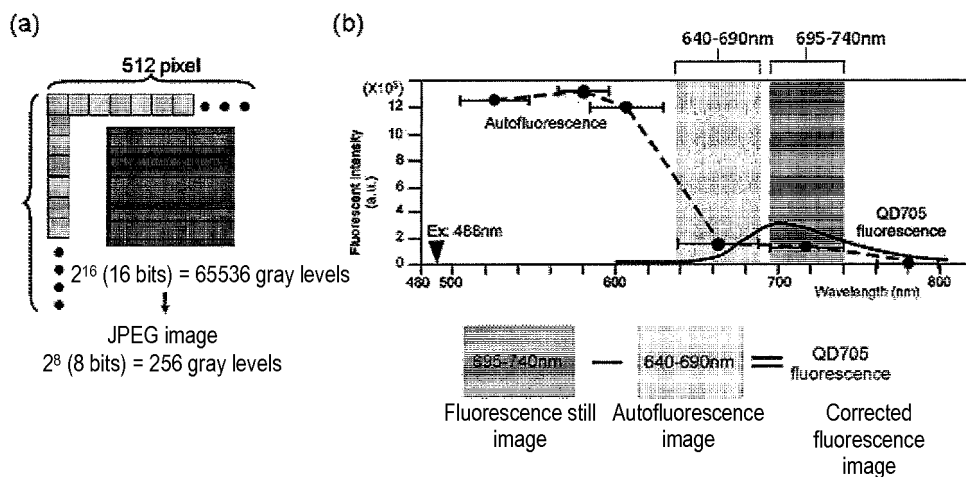 (a)
512 pixel
2¹⁶ (16 bits) = 65536 gray levels
JPEG image
2⁸ (8 bits) = 256 gray levels
(b)
640-690nm
695-740nm
(X10⁵)
12
10
8
6
4
2
0
Fluorescent Intensity
(a.u.)
Autofluorescence
Ex: 488nm
QD705
fluorescence
480
500
600
700
800
Wavelength (nm)
695-740nm
640-690nm
QD705
fluorescence
Fluorescence still
image
Autofluorescence
image
Corrected
fluorescence
image